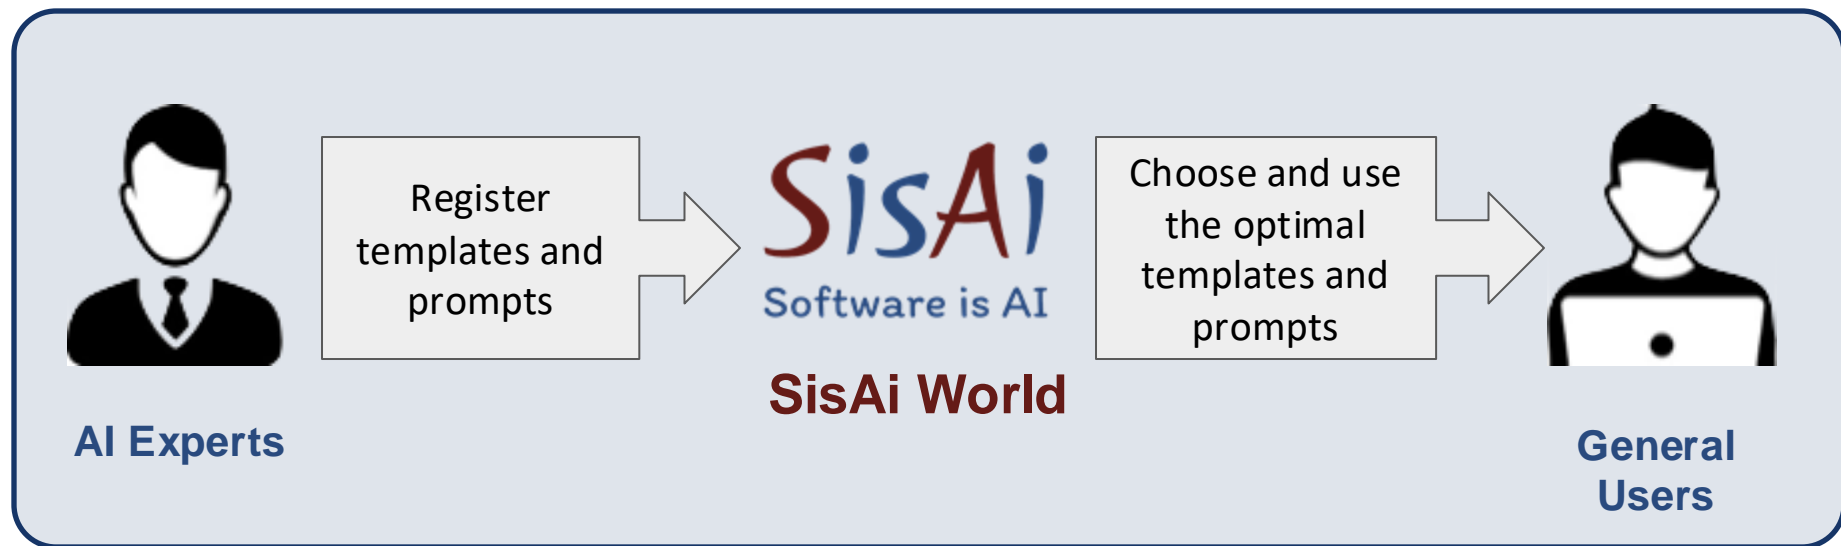 Register
templates and
prompts
SisAi
Software is AI
SisAi World
Choose and use
the optimal
templates and
prompts
AI Experts
General
Users